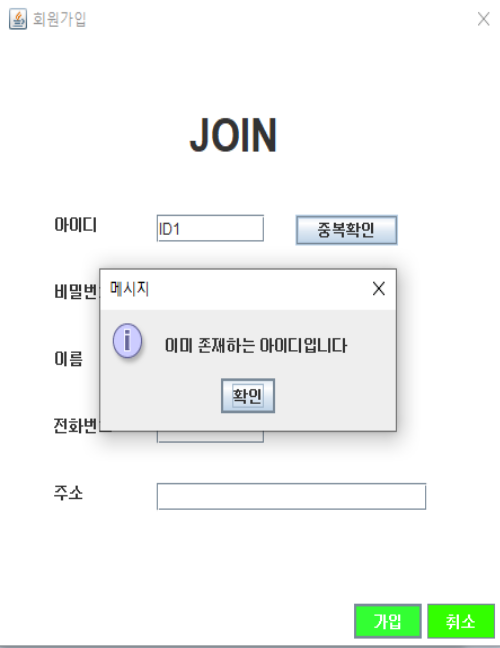 회원가입
JOIN
아이디 ID1 중복확인
메시지
이미 존재하는 아이디입니다
확인
이름
주소
가입 취소